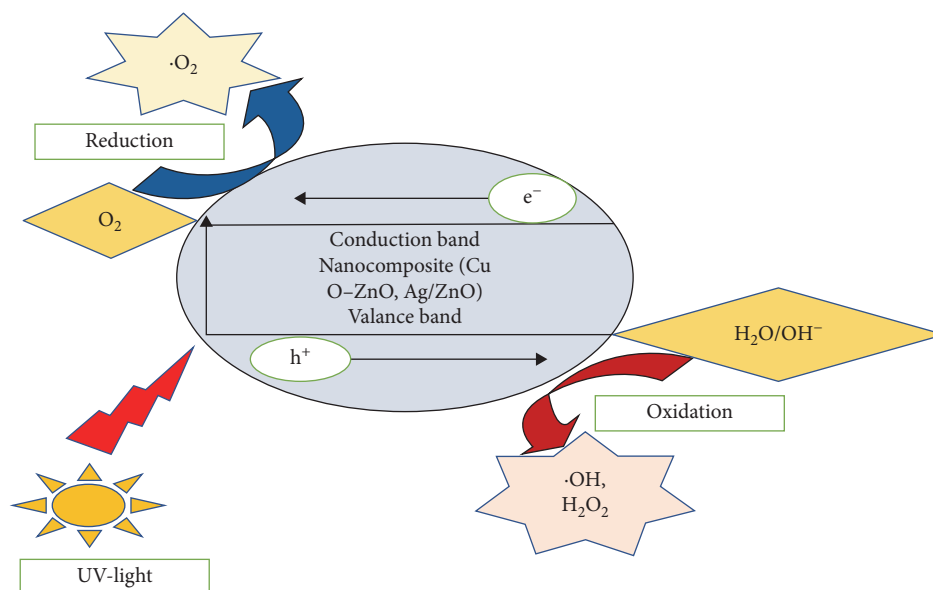 ·O₂
Reduction
O₂
e⁻
Conduction band
Nanocomposite (Cu
O–ZnO, Ag/ZnO)
Valance band
h⁺
H₂O/OH⁻
Oxidation
·OH,
H₂O₂
UV-light